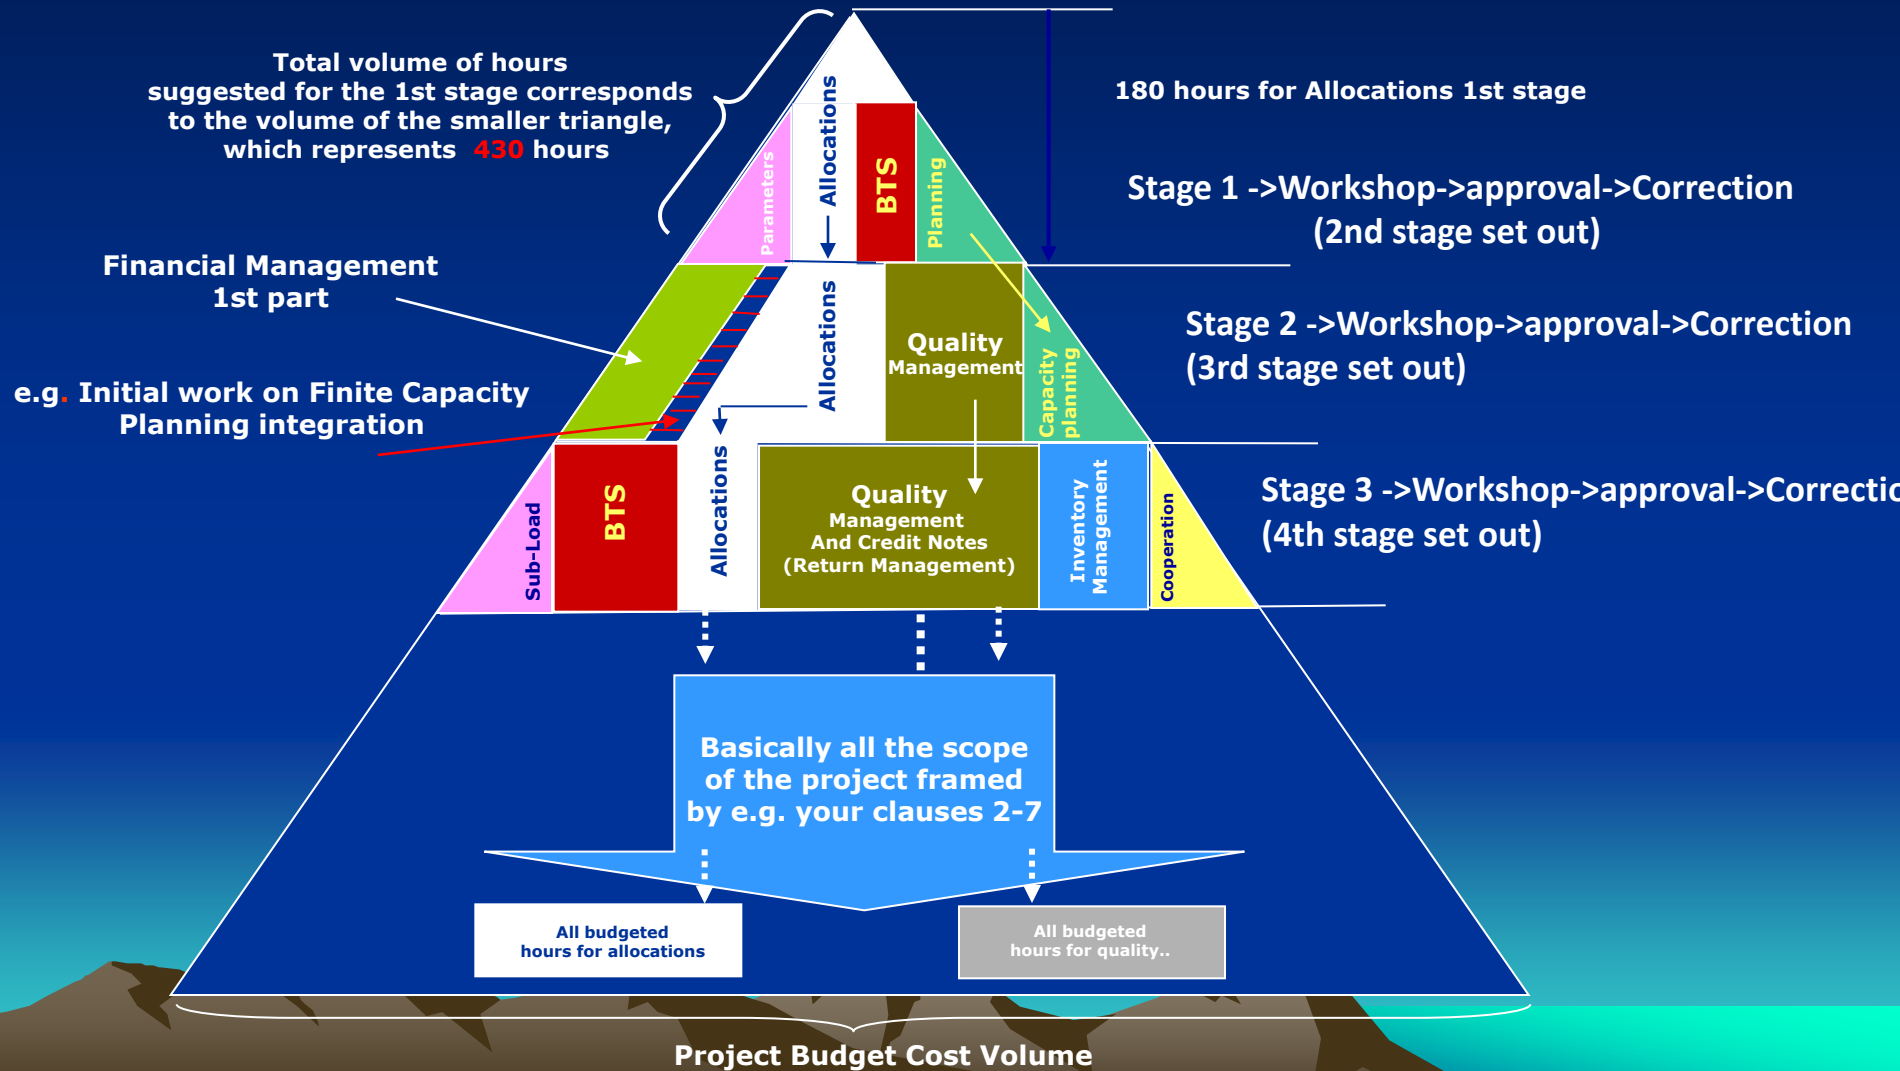 Total volume of hours
suggested for the 1st stage corresponds
to the volume of the smaller triangle,
which represents 430 hours
180 hours for Allocations 1st stage
Parameters
Allocations
BTS
Planning
Stage 1 ->Workshop->approval->Correction
(2nd stage set out)
Financial Management
1st part
e.g. Initial work on Finite Capacity
Planning integration
Allocations
Quality
Management
Capacity
planning
Stage 2 ->Workshop->approval->Correction
(3rd stage set out)
Sub-Load
BTS
Allocations
Quality
Management
And Credit Notes
(Return Management)
Inventory
Management
Cooperation
Stage 3 ->Workshop->approval->Correctio
(4th stage set out)
Basically all the scope
of the project framed
by e.g. your clauses 2-7
All budgeted
hours for allocations
All budgeted
hours for quality..
Project Budget Cost Volume